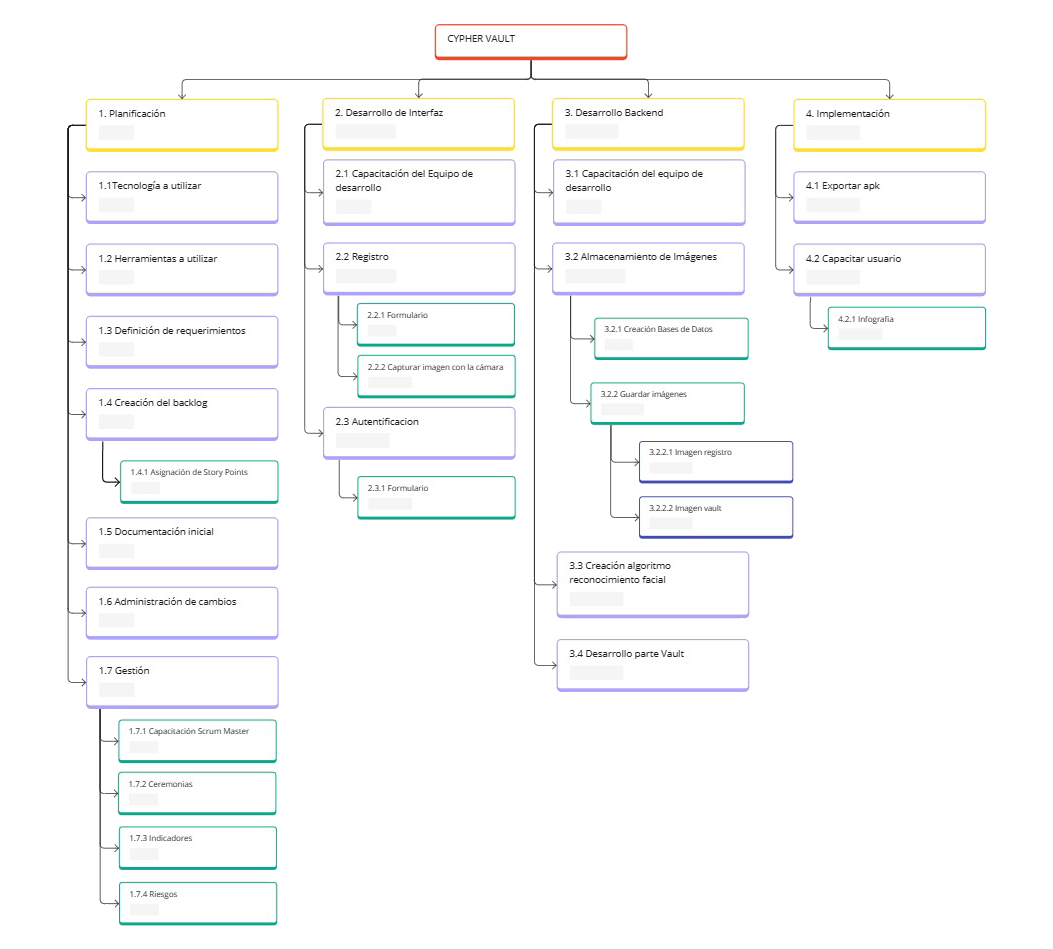 CYPHER VAULT
1. Planificación
1.1Tecnología a utilizar
1.2 Herramientas a utilizar
1.3 Definición de requerimientos
1.4 Creación del backlog
1.4.1 Asignación de Story Points
1.5 Documentación inicial
1.6 Administración de cambios
1.7 Gestión
1.7.1 Capacitación Scrum Master
1.7.2 Ceremonias
1.7.3 Indicadores
1.7.4 Riesgos
2. Desarrollo de Interfaz
2.1 Capacitación del Equipo de
desarrollo
2.2 Registro
2.2.1 Formulario
2.2.2 Capturar imagen con la cámara
2.3 Autentificacion
2.3.1 Formulario
3. Desarrollo Backend
3.1 Capacitación del equipo de
desarrollo
3.2 Almacenamiento de Imágenes
3.2.1 Creación Bases de Datos
3.2.2 Guardar imágenes
3.2.2.1 Imagen registro
3.2.2.2 Imagen vault
3.3 Creación algoritmo
reconocimiento facial
3.4 Desarrollo parte Vault
4. Implementación
4.1 Exportar apk
4.2 Capacitar usuario
4.2.1 Infografía